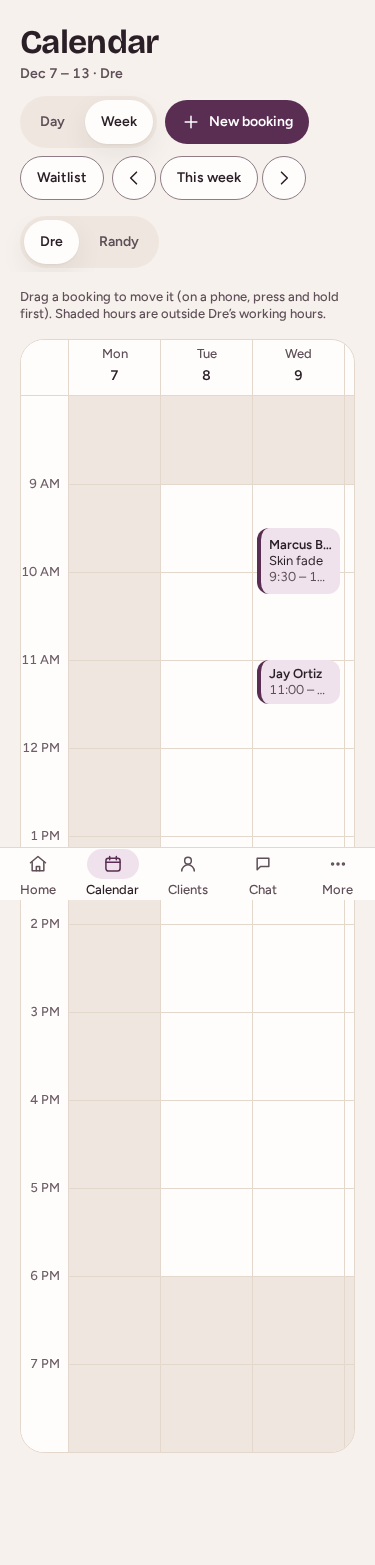 Calendar
Dec 7 – 13 · Dre
Day
Week
New booking
Waitlist
This week
Dre
Randy
Drag a booking to move it (on a phone, press and hold
first). Shaded hours are outside Dre’s working hours.
Mon
7
Tue
8
Wed
9
9 AM
Marcus B…
Skin fade
9:30 – 1…
10 AM
11 AM
Jay Ortiz
11:00 – …
12 PM
1 PM
Home
Calendar
Clients
Chat
More
2 PM
3 PM
4 PM
5 PM
6 PM
7 PM